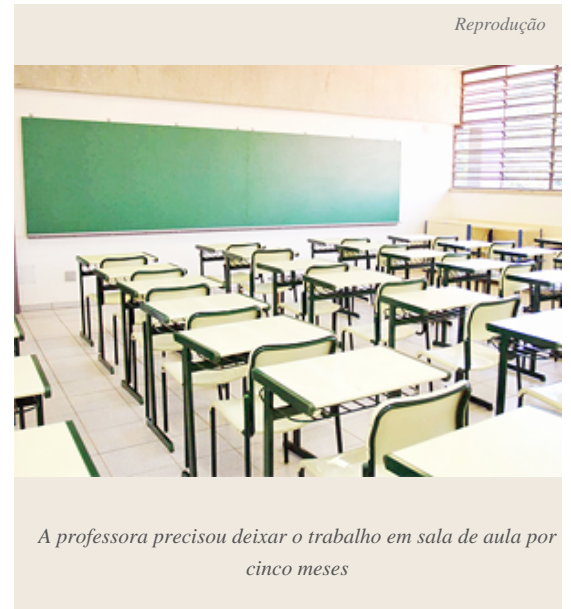 Reprodução
A professora precisou deixar o trabalho em sala de aula por
cinco meses